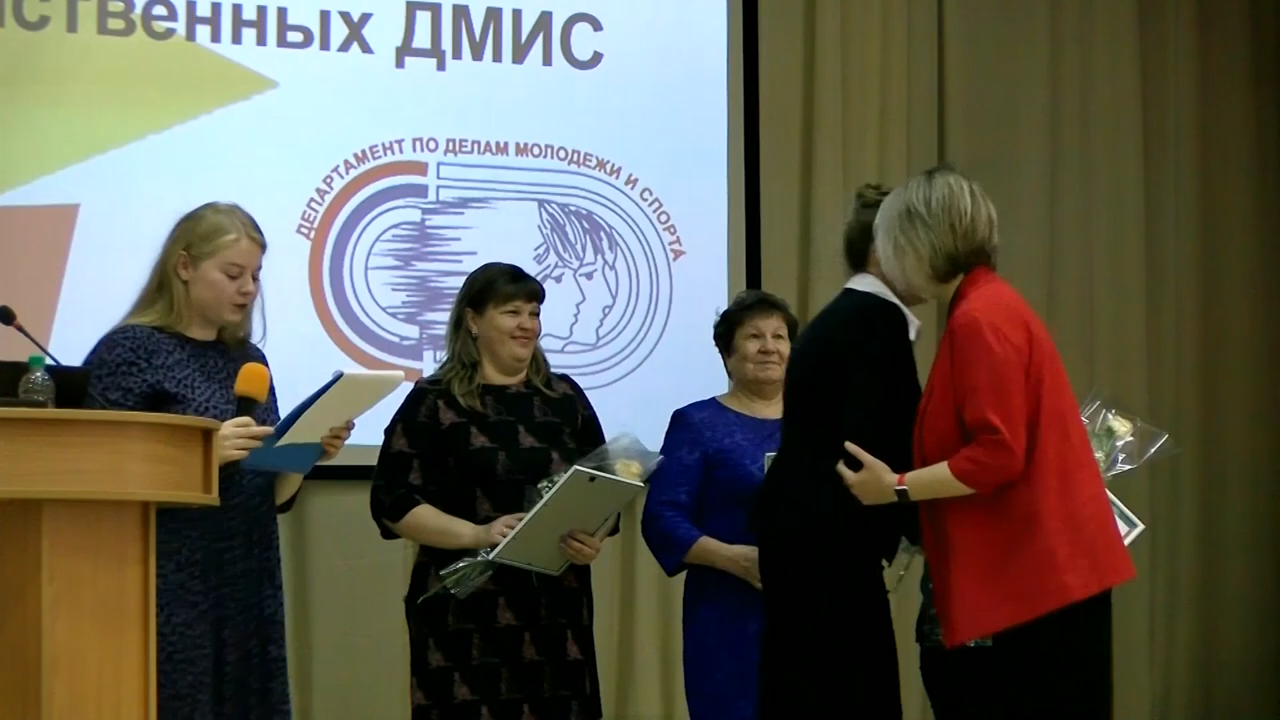 ственных ДМИС
ДЕПАРТАМЕНТ ПО ДЕЛАМ МОЛОДЕЖИ И СПОРТА